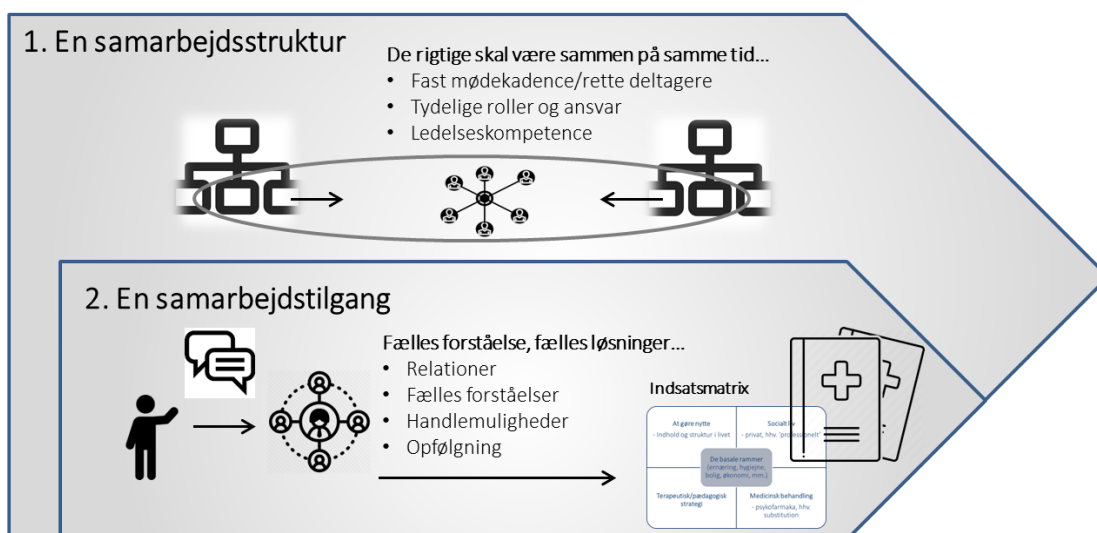 1. En samarbejdsstruktur
De rigtige skal være sammen på samme tid...
• Fast mødekadence/rette deltagere
• Tydelige roller og ansvar
• Ledelseskompetence
2. En samarbejdstilgang
Fælles forståelse, fælles løsninger...
• Relationer
• Fælles forståelser
• Handlemuligheder
• Opfølgning
Indsatsmatrix
At gøre nytte
- Indhold og struktur i livet
Socialt liv
- privat, hhv. 'professionelt'
De basale rammer
(ernæring, hygiejne,
bolig, økonomi, mm.)
Terapeutisk/pædagogisk
strategi
Medicinsk behandling
- psykofarmaka, hhv.
substitution